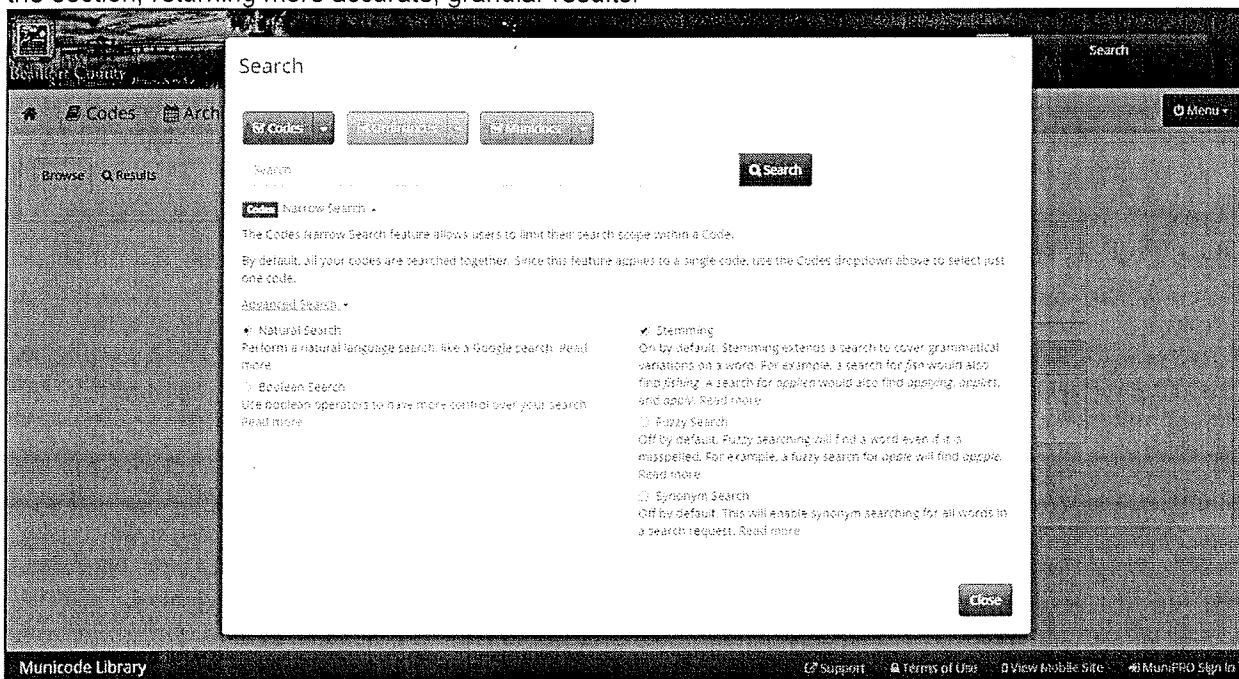 the section, returning more accurate, granular results.
Beaufort County
Search
Search
Codes Arch
Menu
Codes Ordinances Munidocs
Browse Results
Search
Search
Codes Narrow Search
The Codes Narrow Search feature allows users to limit their search scope within a Code.
By default, all your codes are searched together. Since this feature applies to a single code, use the Codes dropdown above to select just
one code.
Advanced Search
Natural Search
Perform a natural language search, like a Google search. Read
more
Boolean Search
Use boolean operators to have more control over your search.
Read more
Stemming
On by default. Stemming extends a search to cover grammatical
variations on a word. For example, a search for fish would also
find fishing. A search for applied would also find applying, applies,
and apply. Read more
Fuzzy Search
Off by default. Fuzzy searching will find a word even if it is
misspelled. For example, a fuzzy search for apple will find appple.
Read more
Synonym Search
Off by default. This will enable synonym searching for all words in
a search request. Read more
Close
Municode Library
Support Terms of Use View Mobile Site MuniPRO Sign In